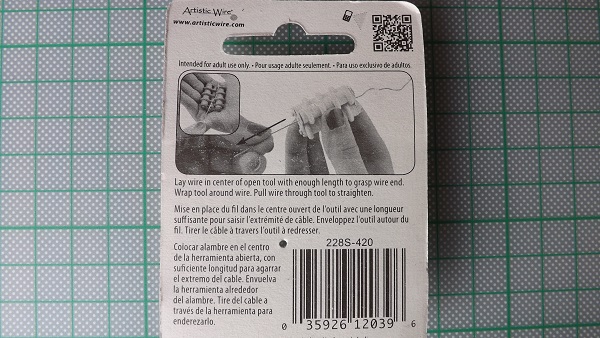 Artistic Wire®
www.artisticwire.com
Intended for adult use only. • Pour usage adulte seulement. • Para uso exclusivo de adultos.
Lay wire in center of open tool with enough length to grasp wire end.
Wrap tool around wire. Pull wire through tool to straighten.
Mise en place du fil dans le centre ouvert de l'outil avec une longueur
suffisante pour saisir l'extrémité de câble. Enveloppez l'outil autour du
fil. Tirer le câble à travers l'outil à redresser.
Colocar alambre en el centro
de la herramienta abierta, con
suficiente longitud para agarrar
el extremo del cable. Envuelva
la herramienta alrededor
del alambre. Tire del cable a
través de la herramienta para
enderezarlo.
228S-420
0 35926 12039 6